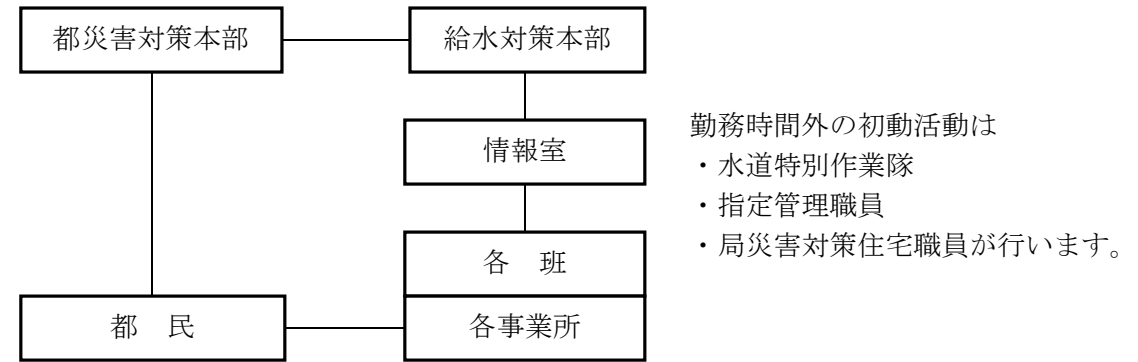 都災害対策本部
給水対策本部
情報室
各　班
各事業所
都　民
勤務時間外の初動活動は
・水道特別作業隊
・指定管理職員
・局災害対策住宅職員が行います。